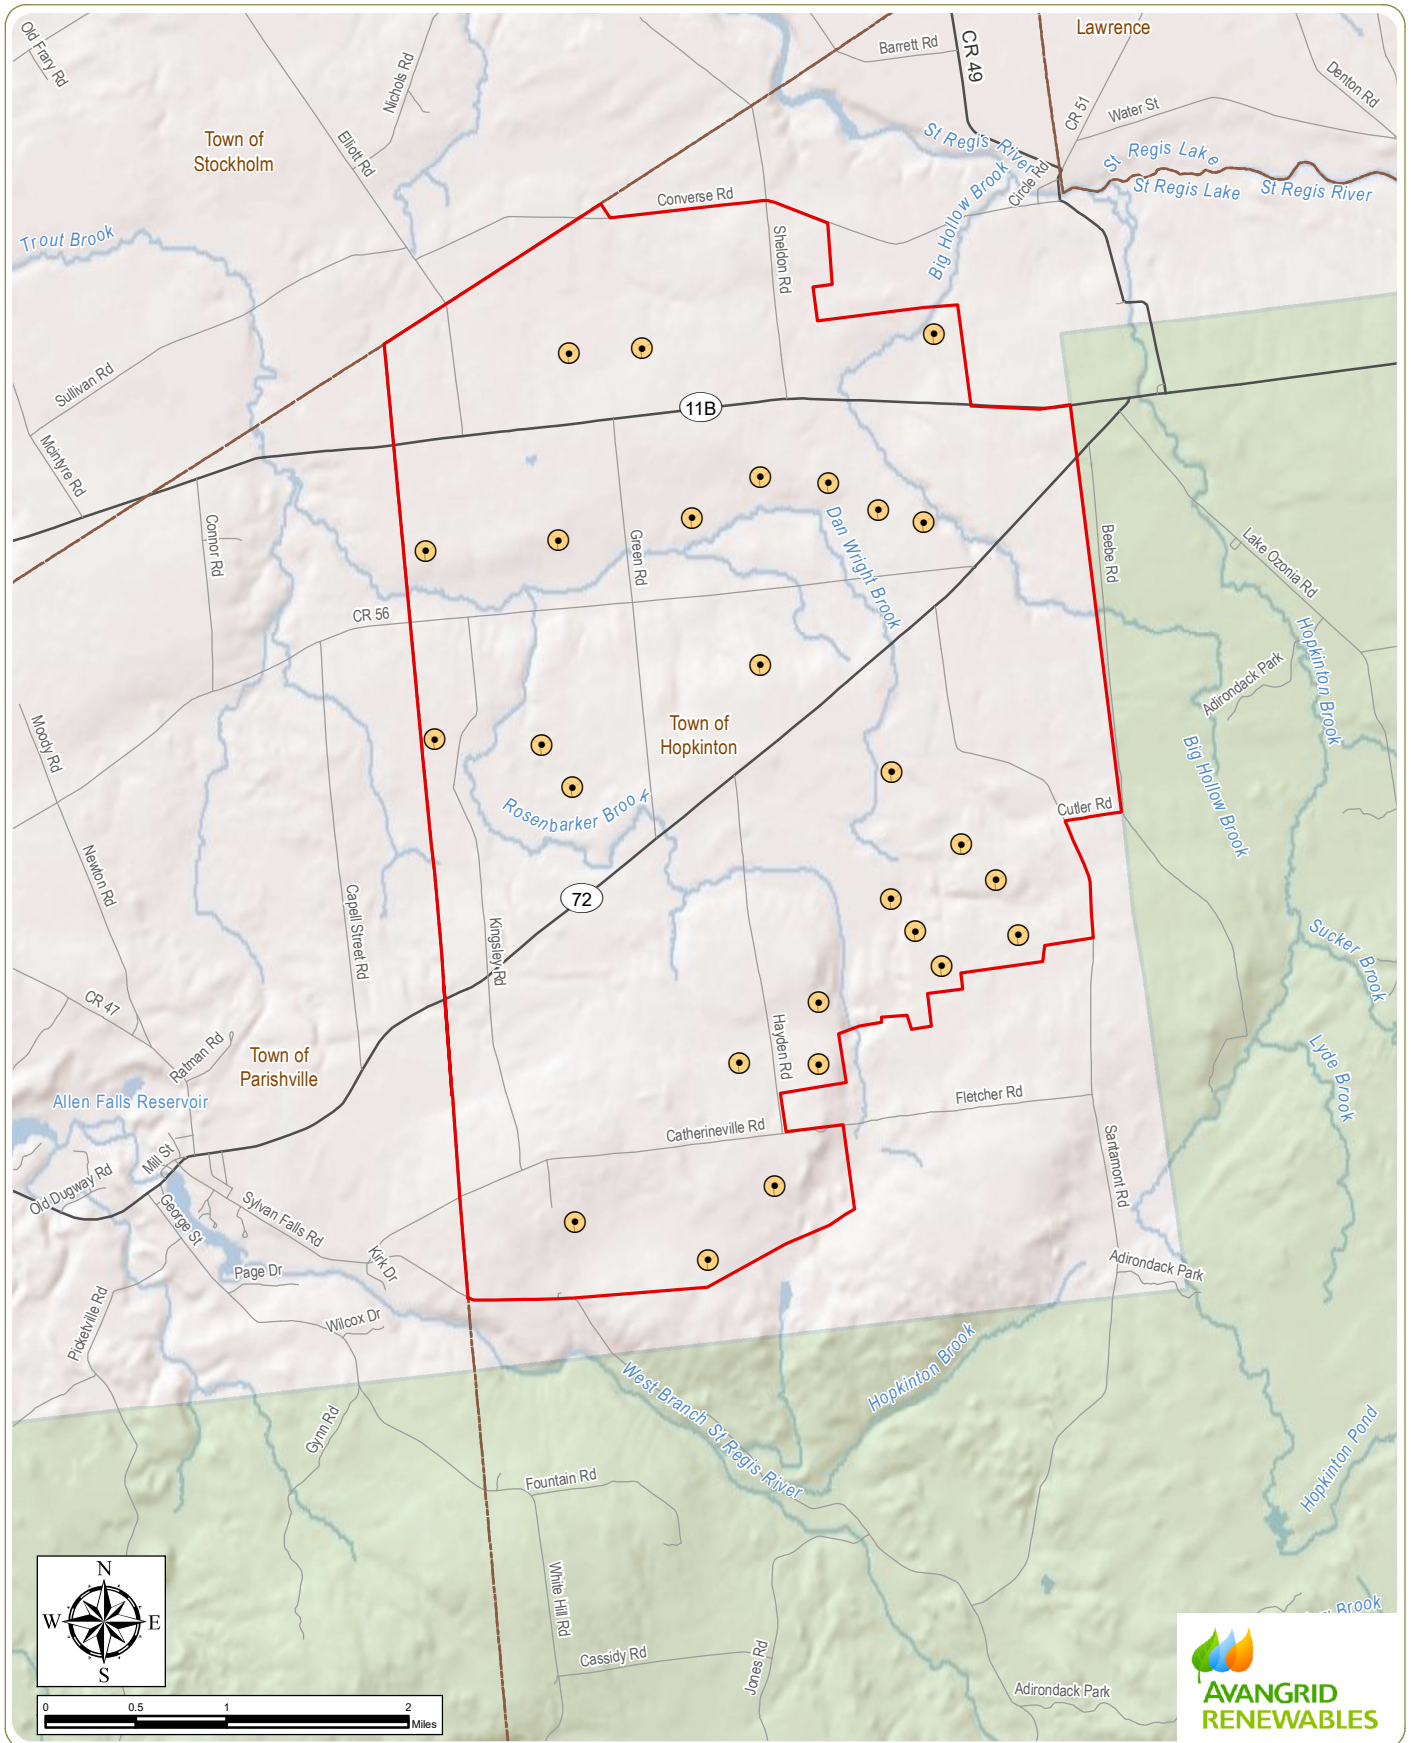 Lawrence
Old Frary Rd
Nichols Rd
Barrett Rd
CR 49
Denton Rd
CR 51
Water St
Town of
Stockholm
Elliott Rd
St Regis River
St Regis Lake
St Regis Lake
St Regis River
Circle Rd
Big Hollow Brook
Converse Rd
Sheldon Rd
Trout Brook
Sullivan Rd
Mcintyre Rd
11B
Connor Rd
Green Rd
Dan Wright Brook
Beebe Rd
Lake Ozonia Rd
CR 56
Hopkinton Brook
Adirondack Park
Moody Rd
Town of
Hopkinton
Big Hollow Brook
Rosenbarker Brook
Cutler Rd
Newton Rd
Capell Street Rd
72
Kingsley Rd
Sucker Brook
CR 47
Ratman Rd
Town of
Parishville
Hayden Rd
Lyde Brook
Allen Falls Reservoir
Fletcher Rd
Catherineville Rd
Santamont Rd
Mill St
Old Dugway Rd
George St
Sylvan Falls Rd
Kirk Dr
Page Dr
Adirondack Park
Picketville Rd
Wilcox Dr
Hopkinton Brook
West Branch St Regis River
Gynn Rd
Hopkinton Pond
Fountain Rd
White Hill Rd
Cassidy Rd
Jones Rd
Brook
Adirondack Park
N
W E
S
0 0.5 1 2
Miles
AVANGRID
RENEWABLES